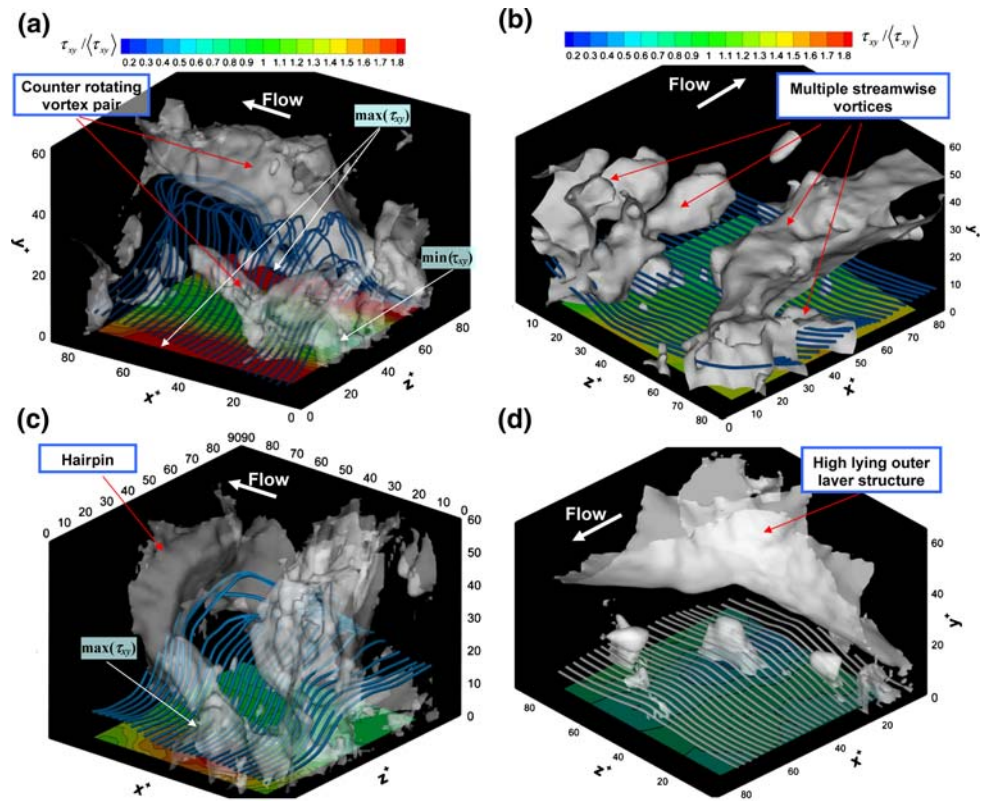 (a)
τxy /⟨τxy⟩
0.2 0.3 0.4 0.5 0.6 0.7 0.8 0.9 1 1.1 1.2 1.3 1.4 1.5 1.6 1.7 1.8
Counter rotating
vortex pair
Flow
max(τxy)
min(τxy)
60
40
20
0
y+
80
60
40
20
0
x+
0
20
40
60
80
z+
(b)
τxy /⟨τxy⟩
0.2 0.3 0.4 0.5 0.6 0.7 0.8 0.9 1 1.1 1.2 1.3 1.4 1.5 1.6 1.7 1.8
Flow
Multiple streamwise
vortices
60
50
40
30
20
10
0
y+
10
20
30
40
50
60
70
80
z+
0
10
20
30
40
50
60
70
80
x+
(c)
Hairpin
Flow
max(τxy)
0 10 20 30 40 50 60 70 80 90
90 80 70 60 50 40 30 20 10 0
60
50
40
30
20
10
0
x+
z+
(d)
High lying outer
laver structure
Flow
60
40
20
0
y+
80
60
40
20
z+
80
60
40
20
x+